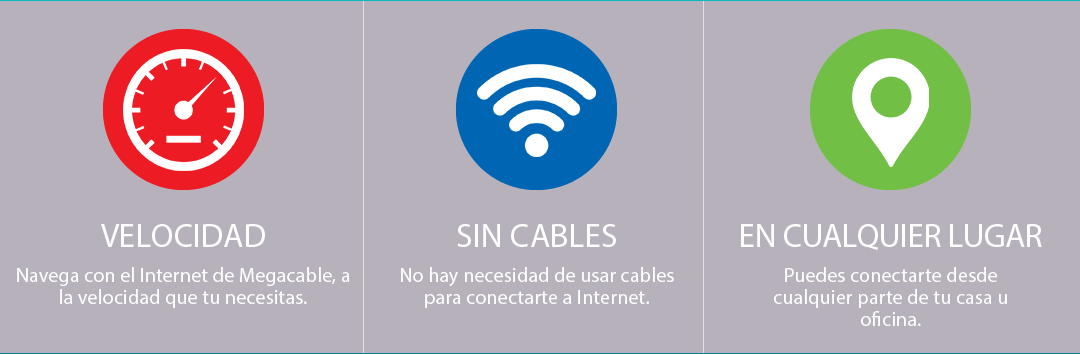 VELOCIDAD
Navega con el Internet de Megacable, a
la velocidad que tu necesitas.
SIN CABLES
No hay necesidad de usar cables
para conectarte a Internet.
EN CUALQUIER LUGAR
Puedes conectarte desde
cualquier parte de tu casa u
oficina.